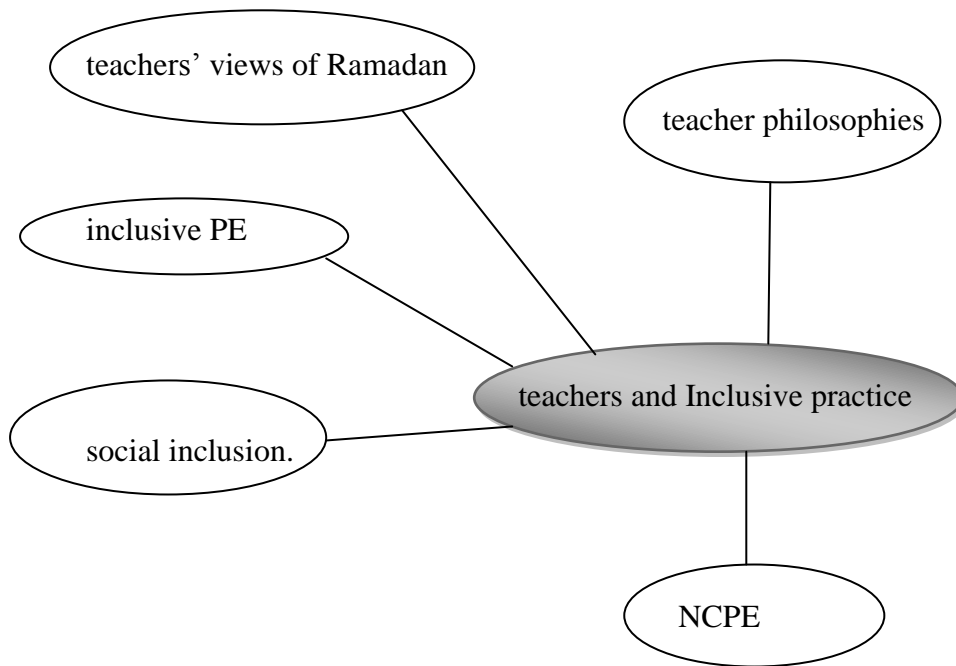 teachers’ views of Ramadan
teacher philosophies
inclusive PE
teachers and Inclusive practice
social inclusion.
NCPE